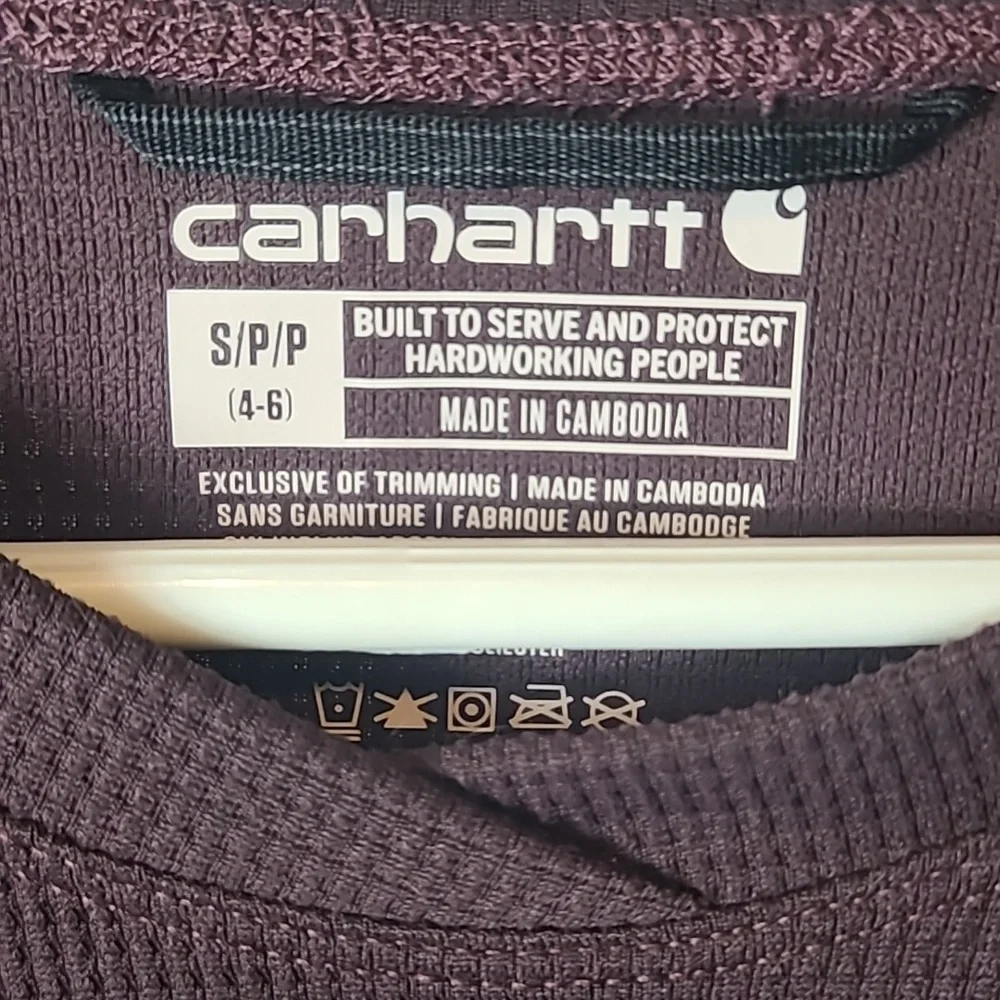 carhartt
S/P/P
(4-6)
BUILT TO SERVE AND PROTECT
HARDWORKING PEOPLE
MADE IN CAMBODIA
EXCLUSIVE OF TRIMMING | MADE IN CAMBODIA
SANS GARNITURE | FABRIQUE AU CAMBODGE